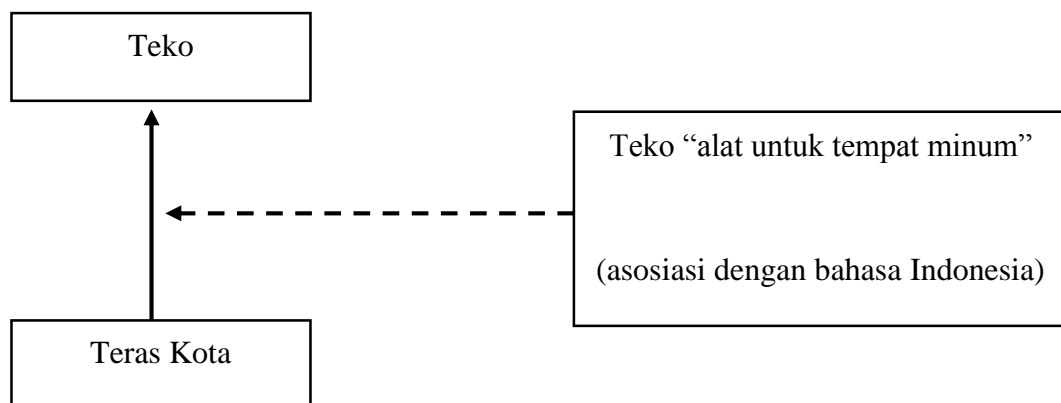 Teko
Teko “alat untuk tempat minum”
(asosiasi dengan bahasa Indonesia)
Teras Kota